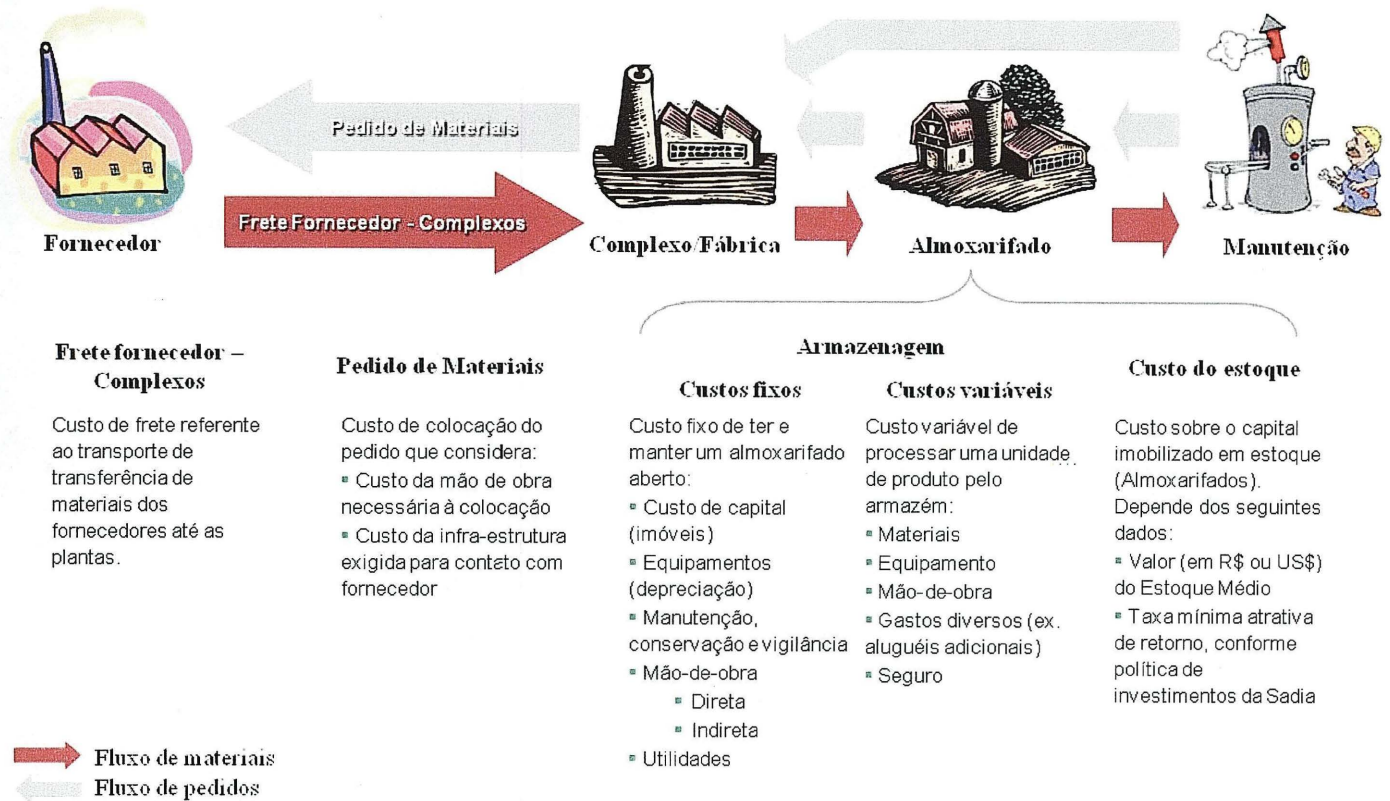 Pedido de Materiais
Frete Fornecedor - Complexos
Fornecedor
Complexo/Fábrica
Almoxarifado
Manutenção
Frete fornecedor –
Complexos
Custo de frete referente
ao transporte de
transferência de
materiais dos
fornecedores até as
plantas.
Pedido de Materiais
Custo de colocação do
pedido que considera:
▪ Custo da mão de obra
necessária à colocação
▪ Custo da infra-estrutura
exigida para contato com
fornecedor
Armazenagem
Custos fixos
Custo fixo de ter e
manter um almoxarifado
aberto:
▪ Custo de capital
(imóveis)
▪ Equipamentos
(depreciação)
▪ Manutenção,
conservação e vigilância
▪ Mão-de-obra
▪ Direta
▪ Indireta
▪ Utilidades
Custos variáveis
Custo variável de
processar uma unidade
de produto pelo
armazém:
▪ Materiais
▪ Equipamento
▪ Mão-de-obra
▪ Gastos diversos (ex.
aluguéis adicionais)
▪ Seguro
Custo do estoque
Custo sobre o capital
imobilizado em estoque
(Almoxarifados).
Depende dos seguintes
dados:
▪ Valor (em R$ ou US$)
do Estoque Médio
▪ Taxa mínima atrativa
de retorno, conforme
política de
investimentos da Sadia
Fluxo de materiais
Fluxo de pedidos